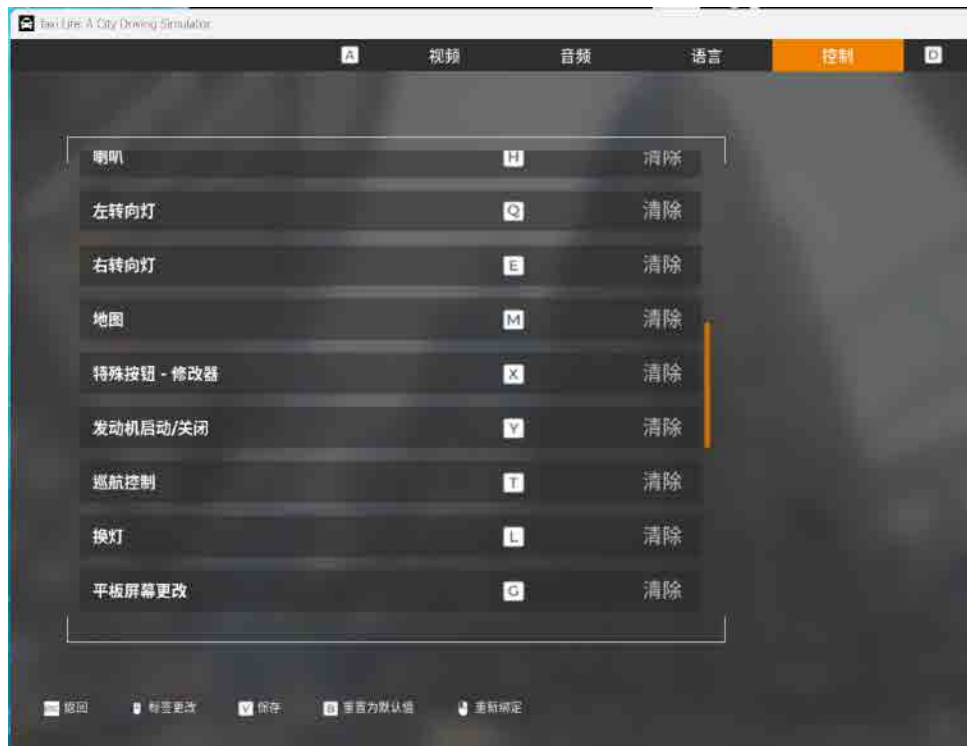 Taxi Life: A City Driving Simulator
A 视频 音频 语言 控制 D
喇叭 H 清除
左转向灯 Q 清除
右转向灯 E 清除
地图 M 清除
特殊按钮 - 修改器 X 清除
发动机启动/关闭 Y 清除
巡航控制 T 清除
换灯 L 清除
平板屏幕更改 G 清除
返回 标签更改 V 保存 B 重置为默认值 重新绑定